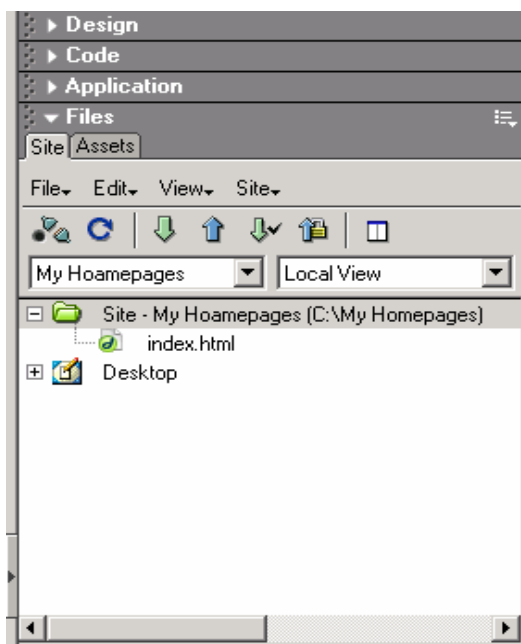 Design
Code
Application
Files
Site Assets
File Edit View Site
My Hoamepages Local View
Site - My Hoamepages (C:\My Homepages)
index.html
Desktop